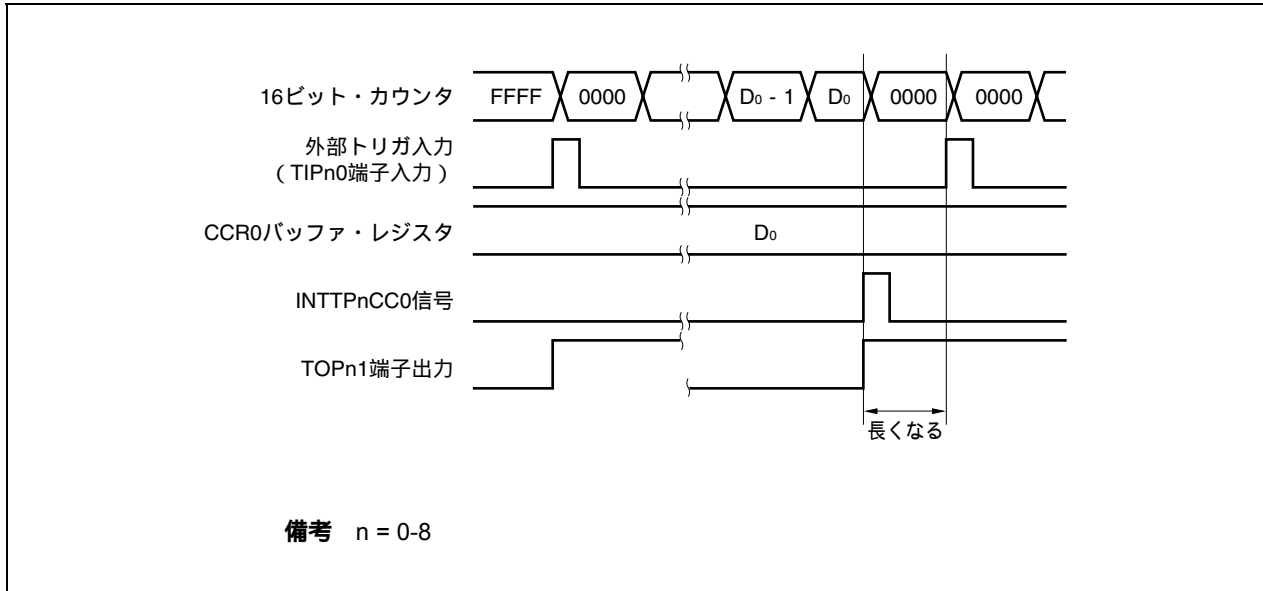 16ビット・カウンタ FFFF 0000 D0 - 1 D0 0000 0000
外部トリガ入力
(TIPn0端子入力)
CCR0バッファ・レジスタ D0
INTTPnCC0信号
TOPn1端子出力
長くなる
備考 n = 0-8